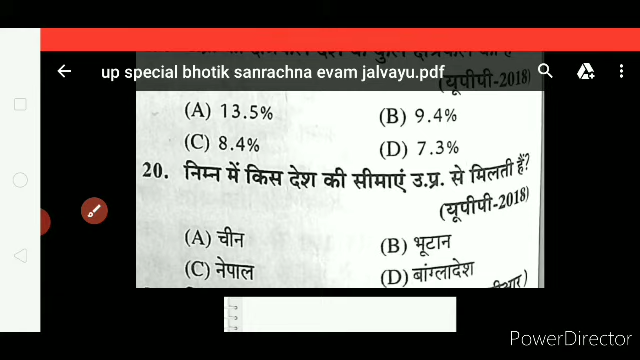 up special bhotik sanrachna evam jalvayu.pdf
(यूपीपी-2018)
(A) 13.5%
(B) 9.4%
(C) 8.4%
(D) 7.3%
20. निम्न में किस देश की सीमाएं उ.प्र. से मिलती हैं?
(यूपीपी-2018)
(A) चीन
(B) भूटान
(C) नेपाल
(D) बांग्लादेश
PowerDirector